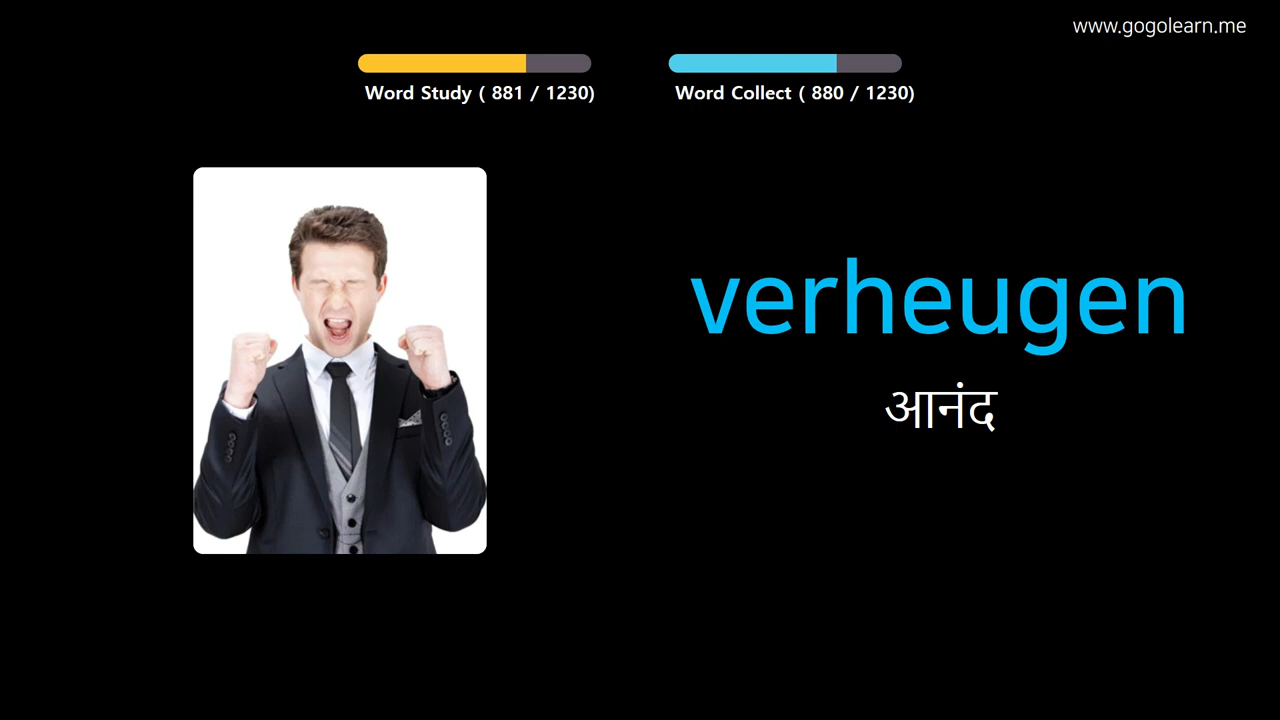 www.gogolearn.me
Word Study ( 881 / 1230)
Word Collect ( 880 / 1230)
verheugen
आनंद